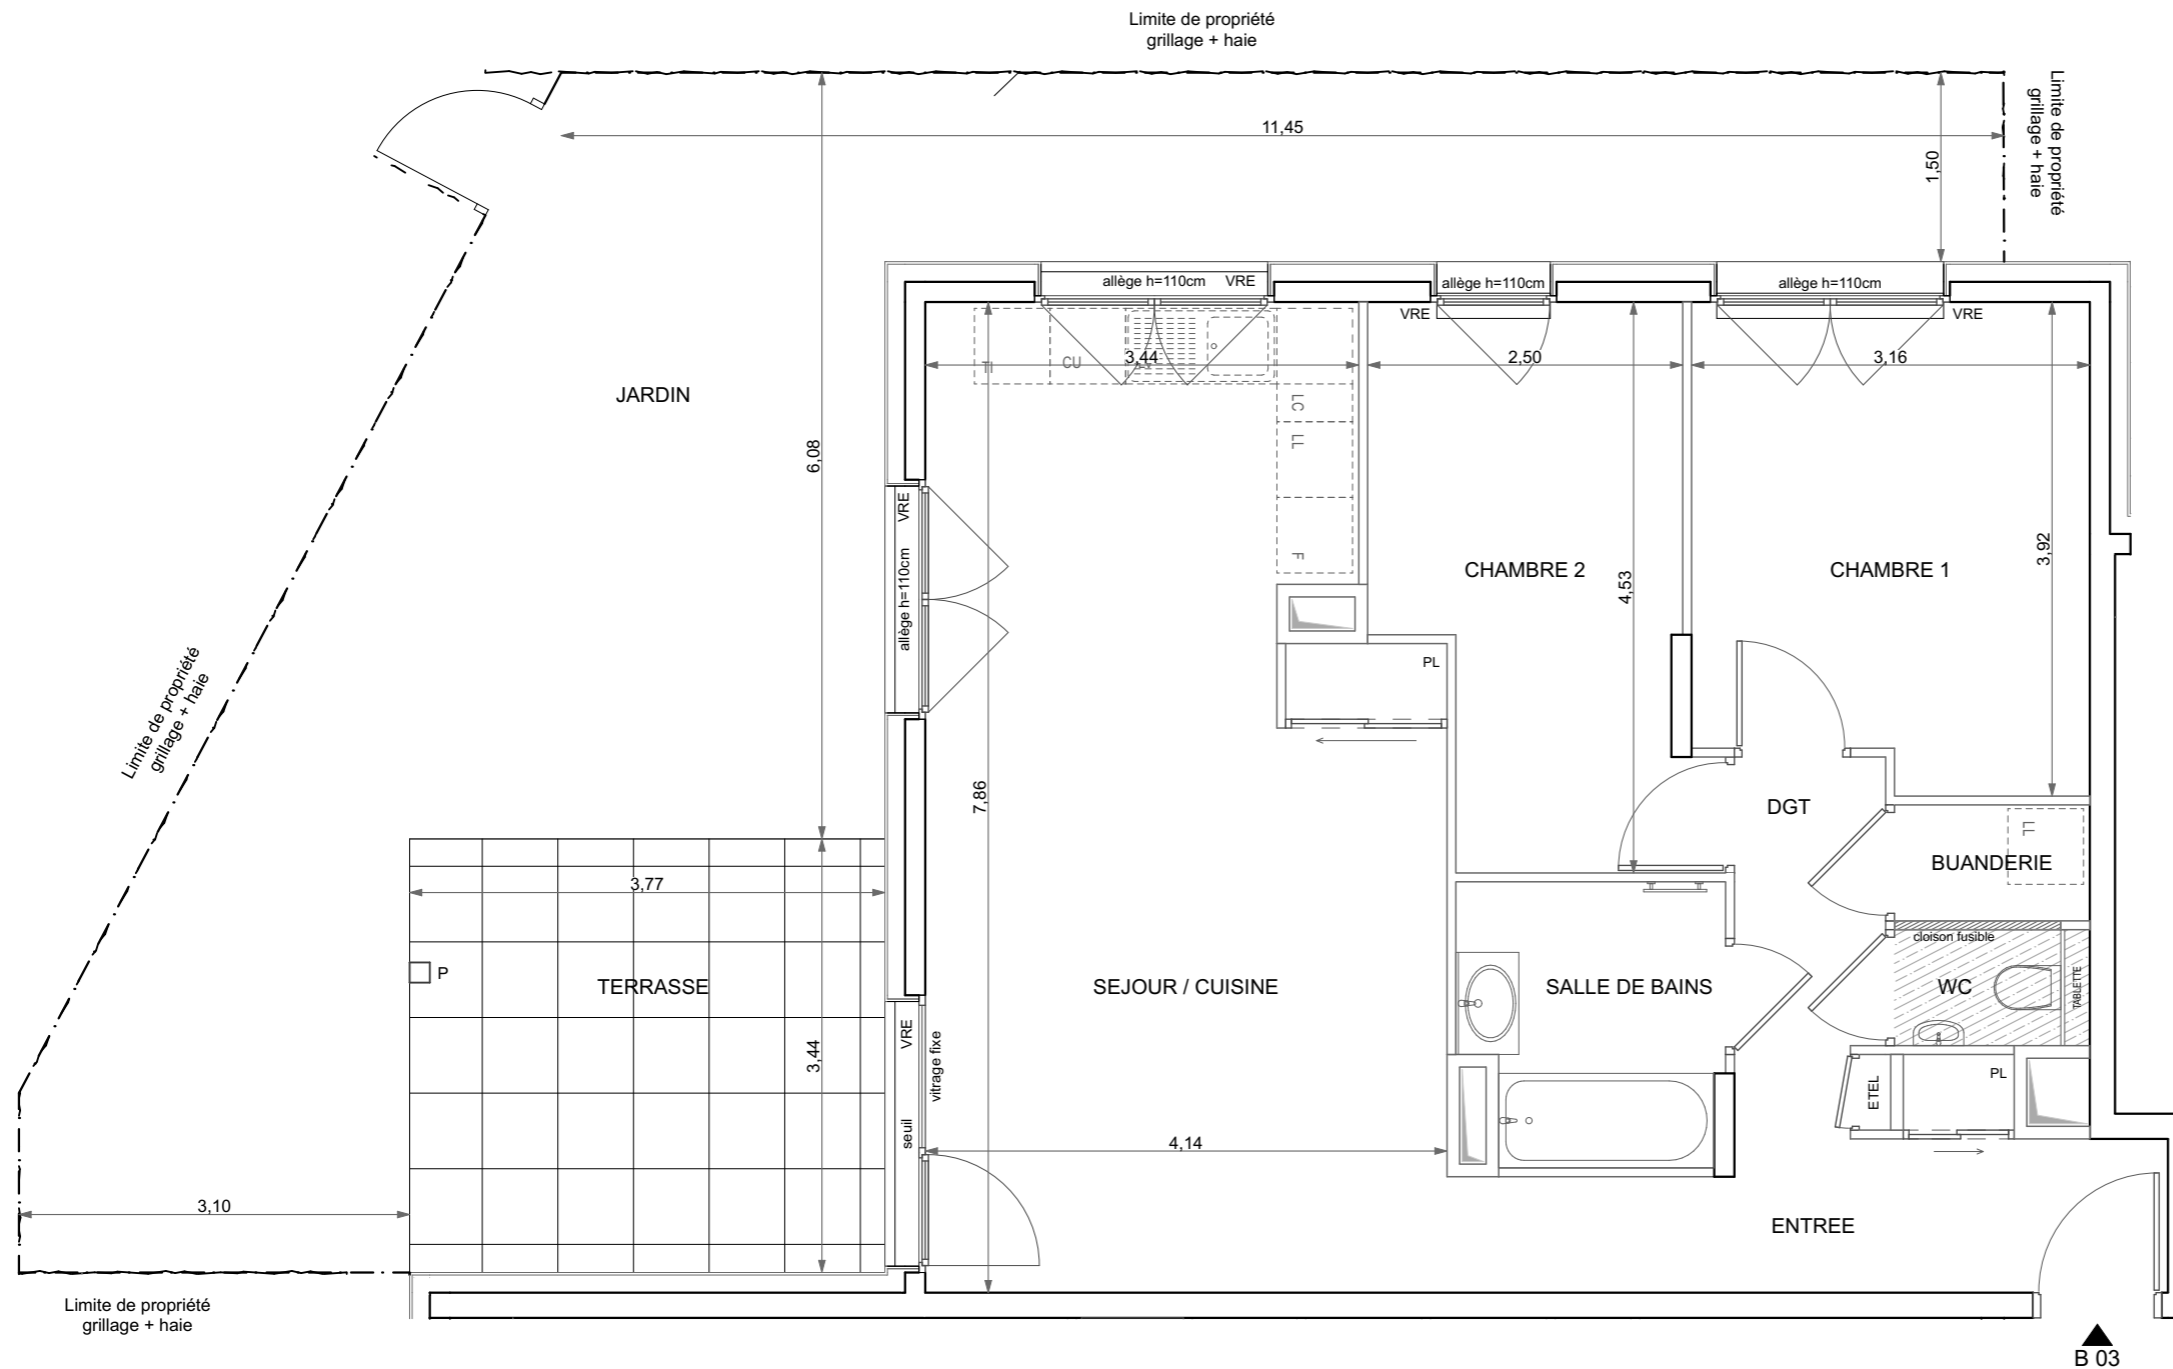 Limite de propriété
grillage + haie
Limite de propriété
grillage + haie
11,45
1,50
allège h=110cm
VRE
allège h=110cm
allège h=110cm
VRE
VRE
3,44
2,50
3,16
TI
CU
LC
LL
F
JARDIN
6,08
VRE
allège h=110cm
CHAMBRE 2
4,53
CHAMBRE 1
3,92
PL
Limite de propriété
grillage + haie
7,86
DGT
LL
BUANDERIE
3,77
cloison fusible
P
TERRASSE
SEJOUR / CUISINE
SALLE DE BAINS
WC
TABLETTE
VRE
vitrage fixe
3,44
seuil
ETEL
PL
4,14
3,10
ENTREE
Limite de propriété
grillage + haie
B 03